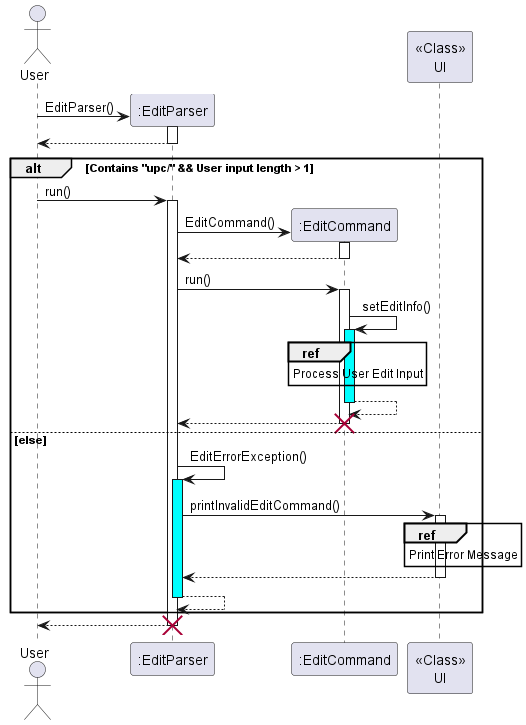 User
«Class»
UI
EditParser()
:EditParser
alt
[Contains "upc/" && User input length > 1]
run()
EditCommand()
:EditCommand
run()
setEditInfo()
ref
Process User Edit Input
[else]
EditErrorException()
printInvalidEditCommand()
ref
Print Error Message
User
:EditParser
:EditCommand
«Class»
UI